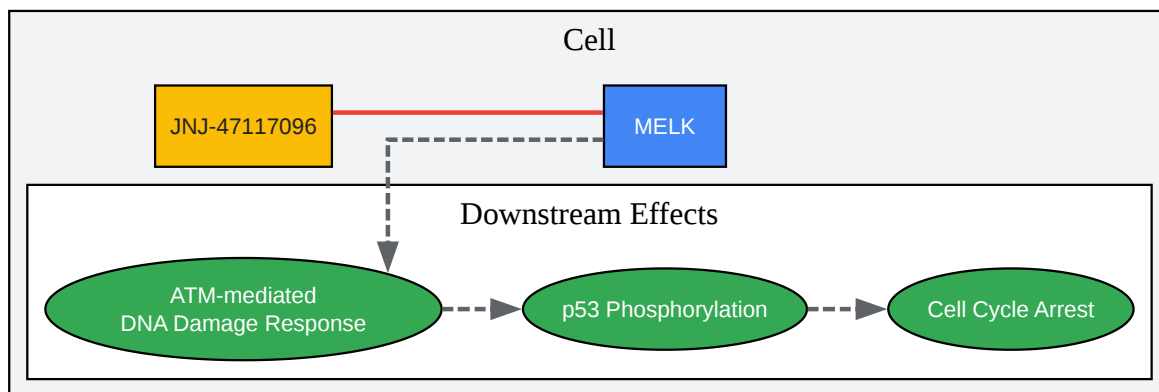 Cell
JNJ-47117096
MELK
Downstream Effects
ATM-mediated
DNA Damage Response
p53 Phosphorylation
Cell Cycle Arrest